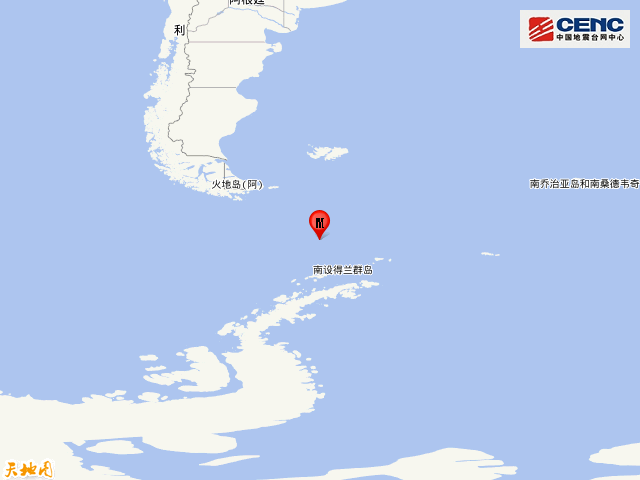 阿根廷
利
CENC
中国地震台网中心
火地岛(阿)
南乔治亚岛和南桑德韦奇
M
南设得兰群岛
天地图